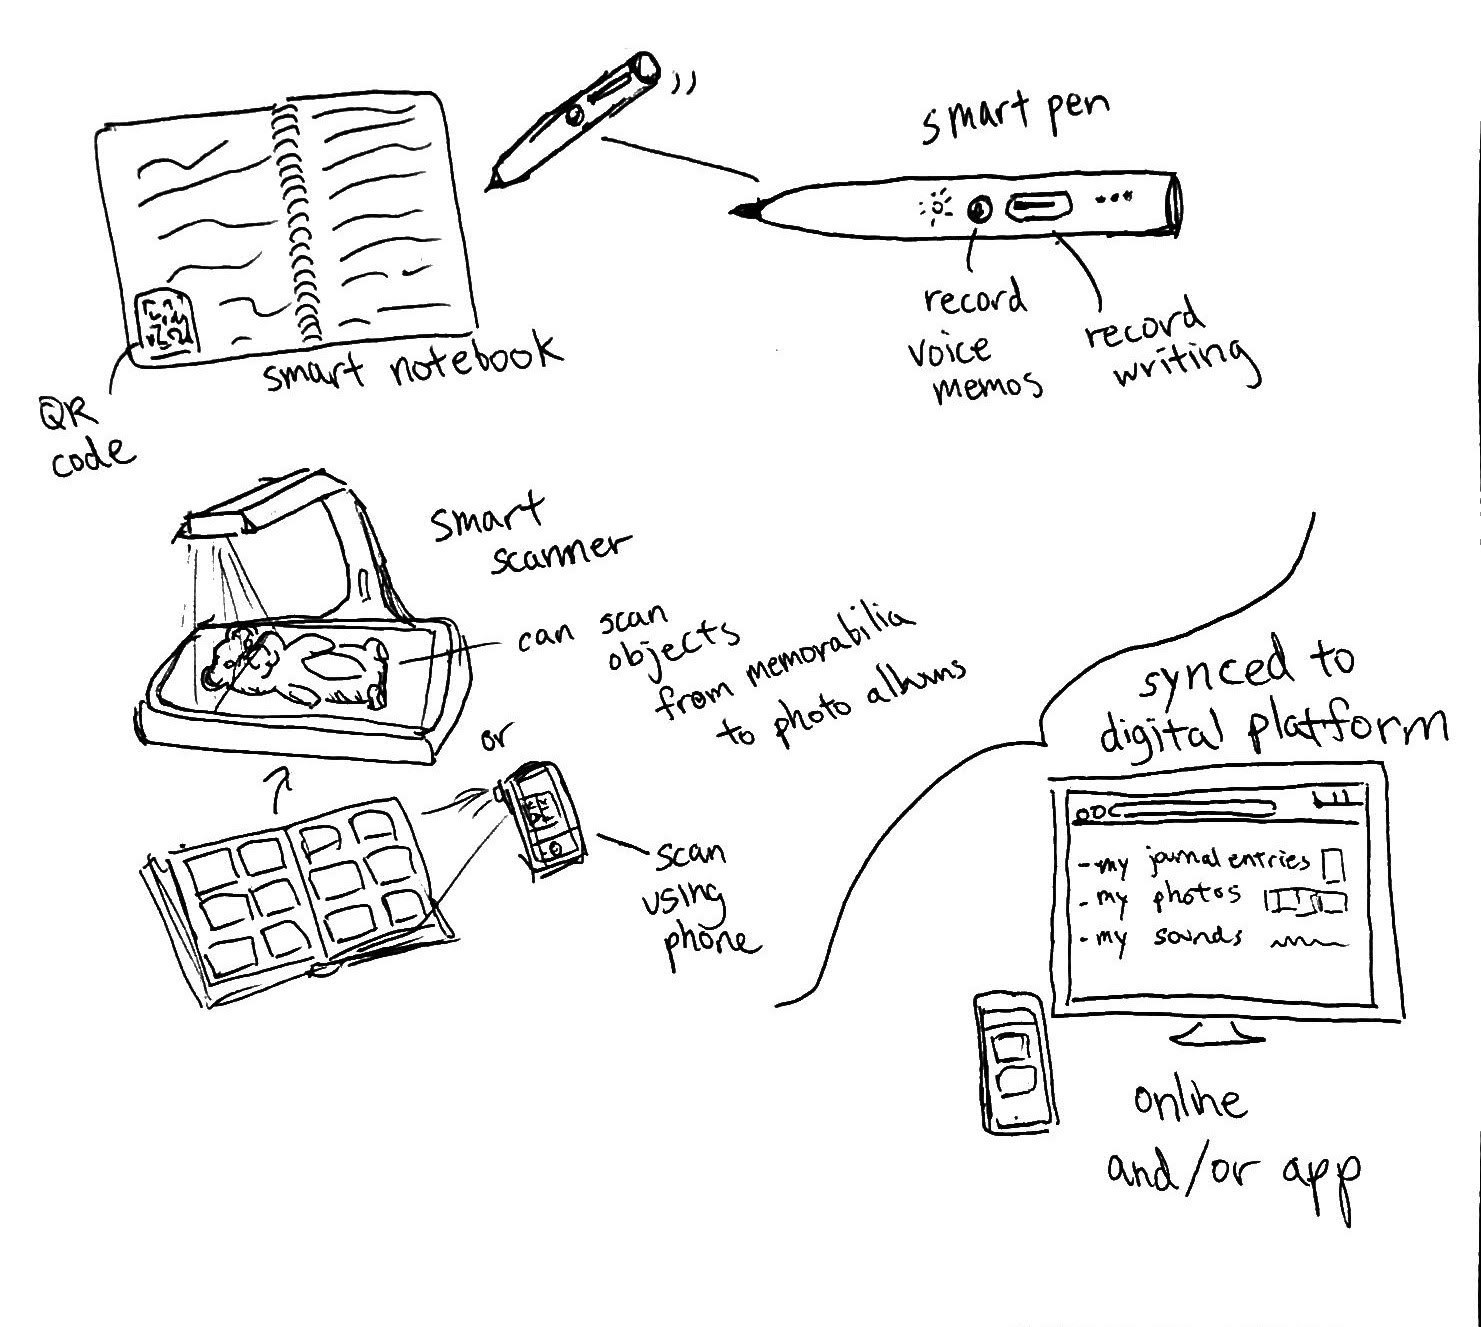 smart pen
record
voice
memos
record
writing
smart notebook
QR
code
smart
scanner
can scan
objects
from memorabilia
to photo albums
or
scan
using
phone
synced to
digital platform
- my journal entries
- my photos
- my sounds
online
and/or app